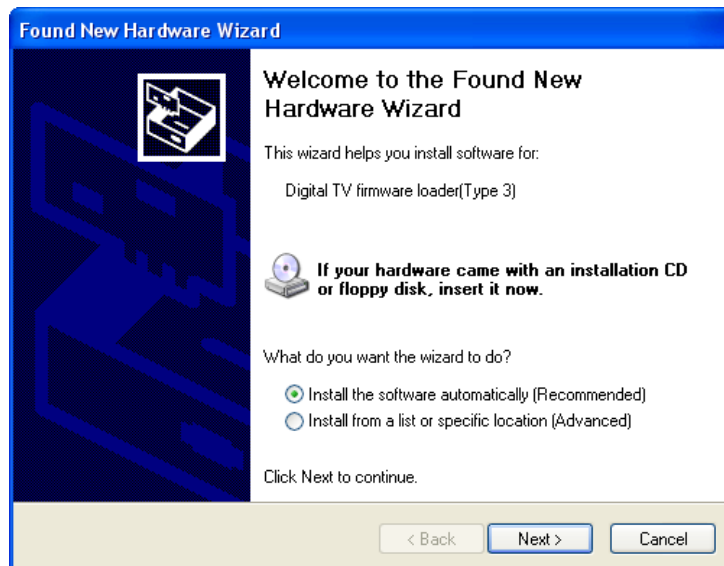 Found New Hardware Wizard
Welcome to the Found New
Hardware Wizard
This wizard helps you install software for:
Digital TV firmware loader(Type 3)
If your hardware came with an installation CD
or floppy disk, insert it now.
What do you want the wizard to do?
Install the software automatically (Recommended)
Install from a list or specific location (Advanced)
Click Next to continue.
< Back Next > Cancel